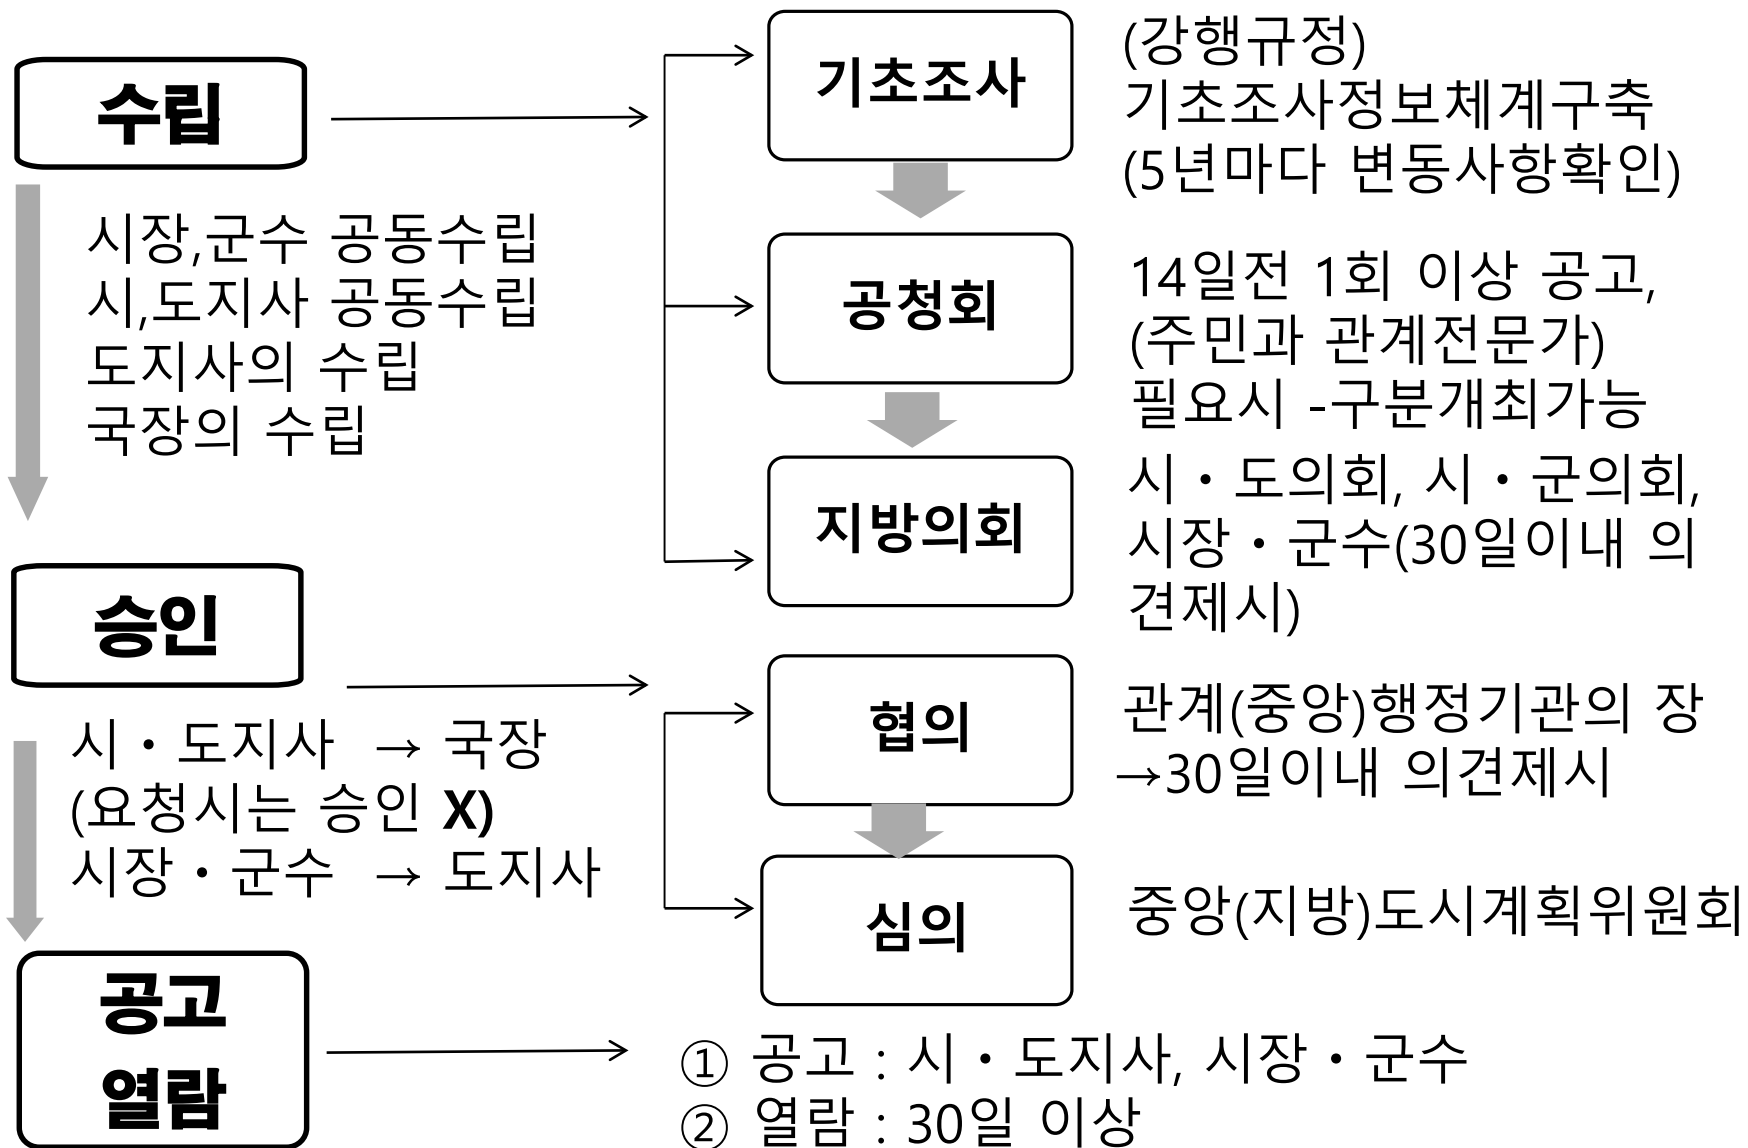 수립
시장,군수 공동수립
시,도지사 공동수립
도지사의 수립
국장의 수립
기초조사
(강행규정)
기초조사정보체계구축
(5년마다 변동사항확인)
공청회
14일전 1회 이상 공고,
(주민과 관계전문가)
필요시 -구분개최가능
지방의회
시・도의회, 시・군의회,
시장・군수(30일이내 의
견제시)
승인
시・도지사 → 국장
(요청시는 승인 X)
시장・군수 → 도지사
협의
관계(중앙)행정기관의 장
→30일이내 의견제시
심의
중앙(지방)도시계획위원회
공고
열람
① 공고 : 시・도지사, 시장・군수
② 열람 : 30일 이상